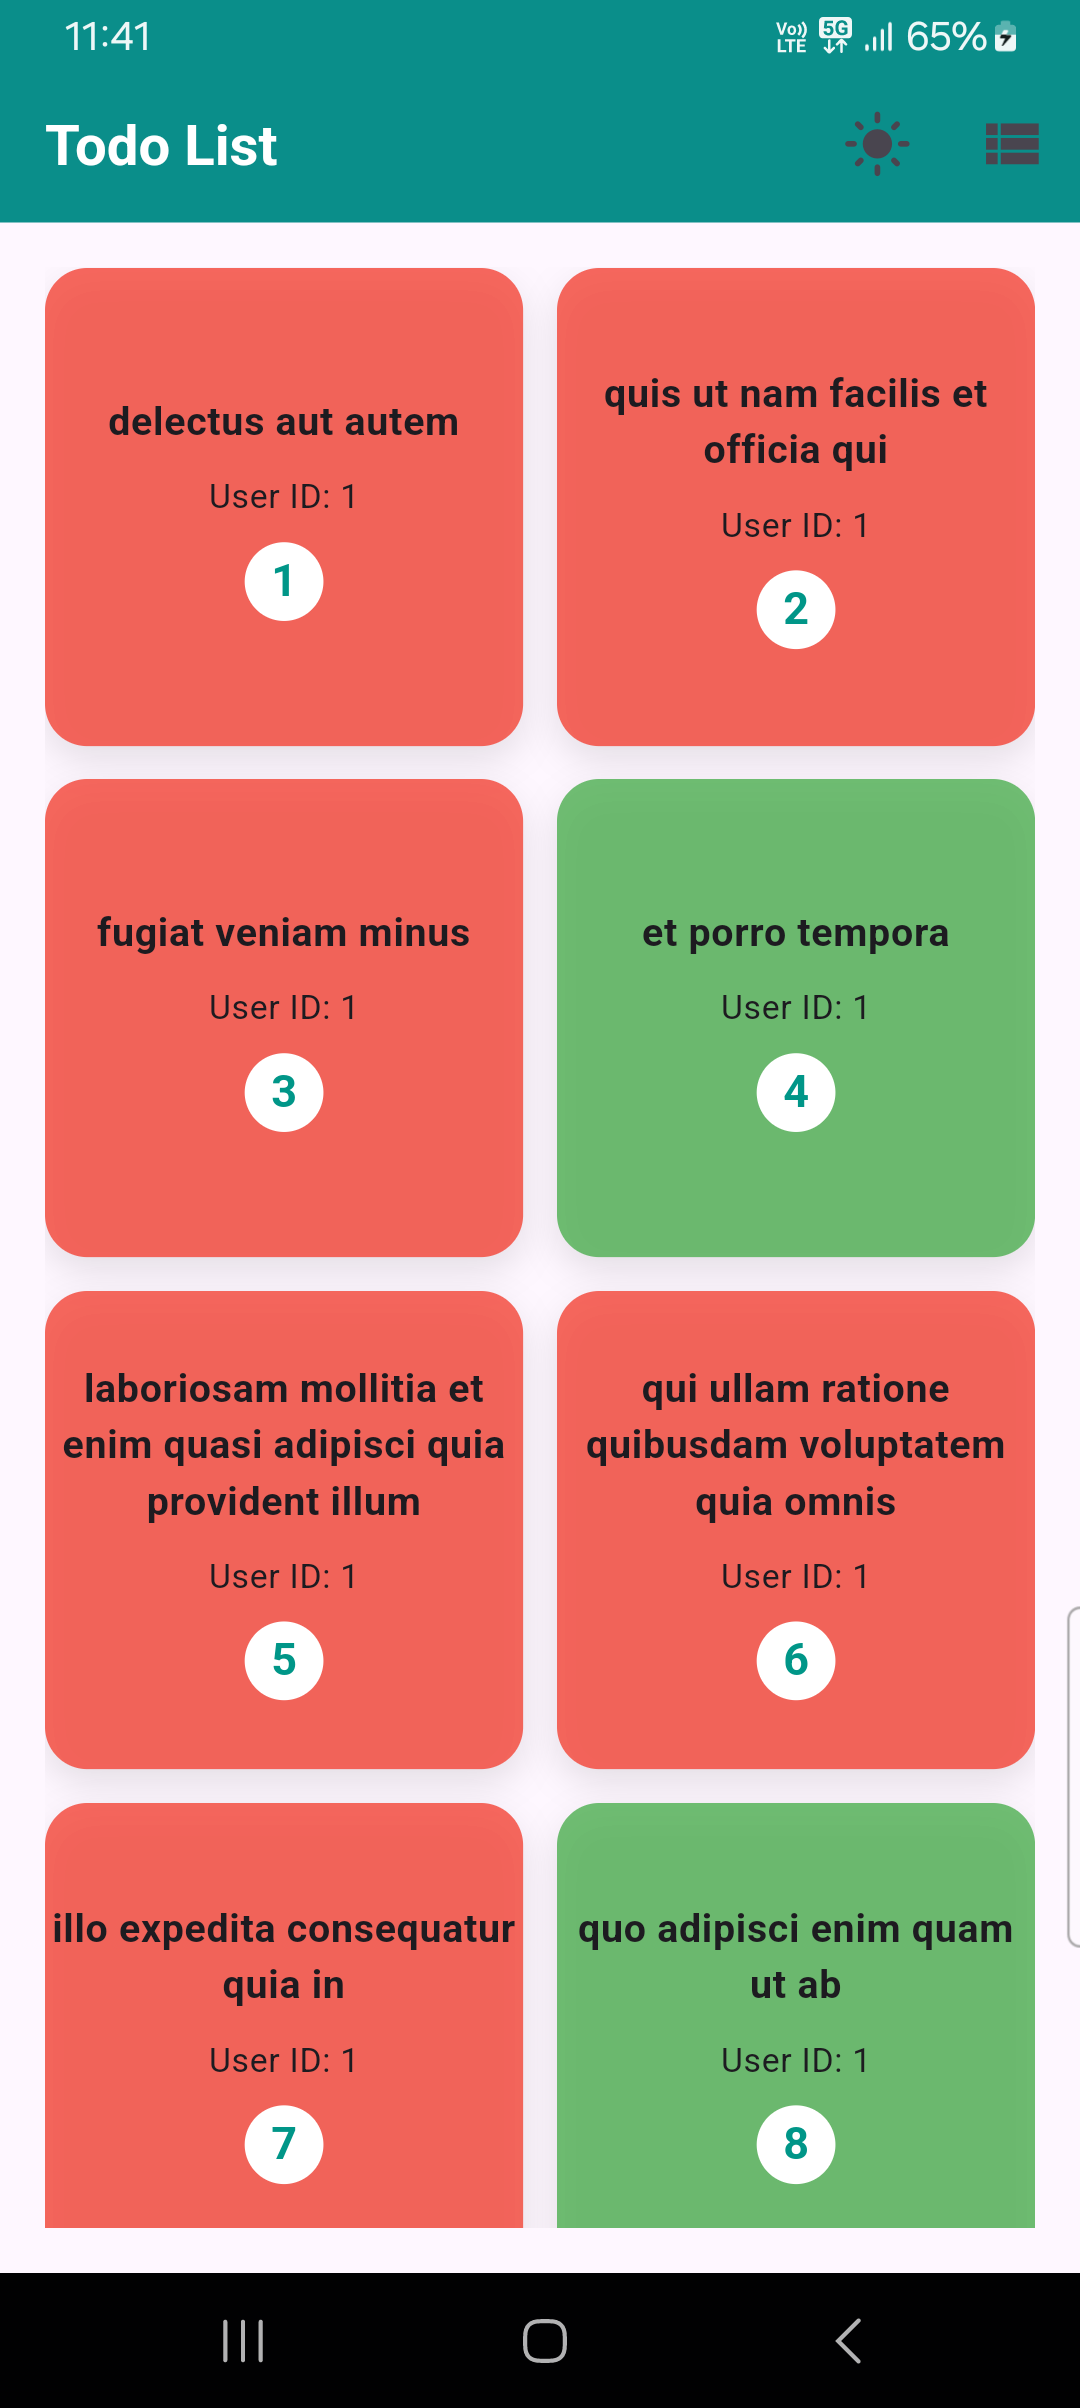 11:41
Vo)) LTE 5G 65%
Todo List
delectus aut autem
User ID: 1
1
quis ut nam facilis et
officia qui
User ID: 1
2
fugiat veniam minus
User ID: 1
3
et porro tempora
User ID: 1
4
laboriosam mollitia et
enim quasi adipisci quia
provident illum
User ID: 1
5
qui ullam ratione
quibusdam voluptatem
quia omnis
User ID: 1
6
illo expedita consequatur
quia in
User ID: 1
7
quo adipisci enim quam
ut ab
User ID: 1
8